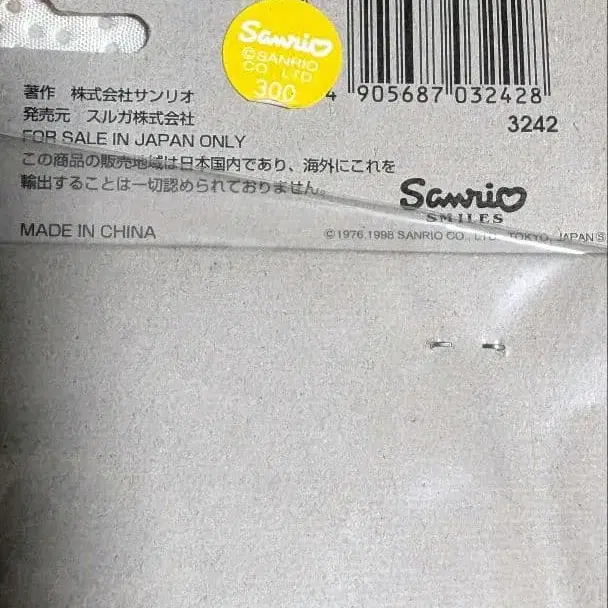 Sanrio
©SANRIO
CO., LTD.
300
4 905687 032428
3242
著作 株式会社サンリオ
発売元 スルガ株式会社
FOR SALE IN JAPAN ONLY
この商品の販売地域は日本国内であり、海外にこれを
輸出することは一切認められておりません。
Sanrio
SMILES
MADE IN CHINA
©1976,1998 SANRIO CO., LTD. TOKYO, JAPAN